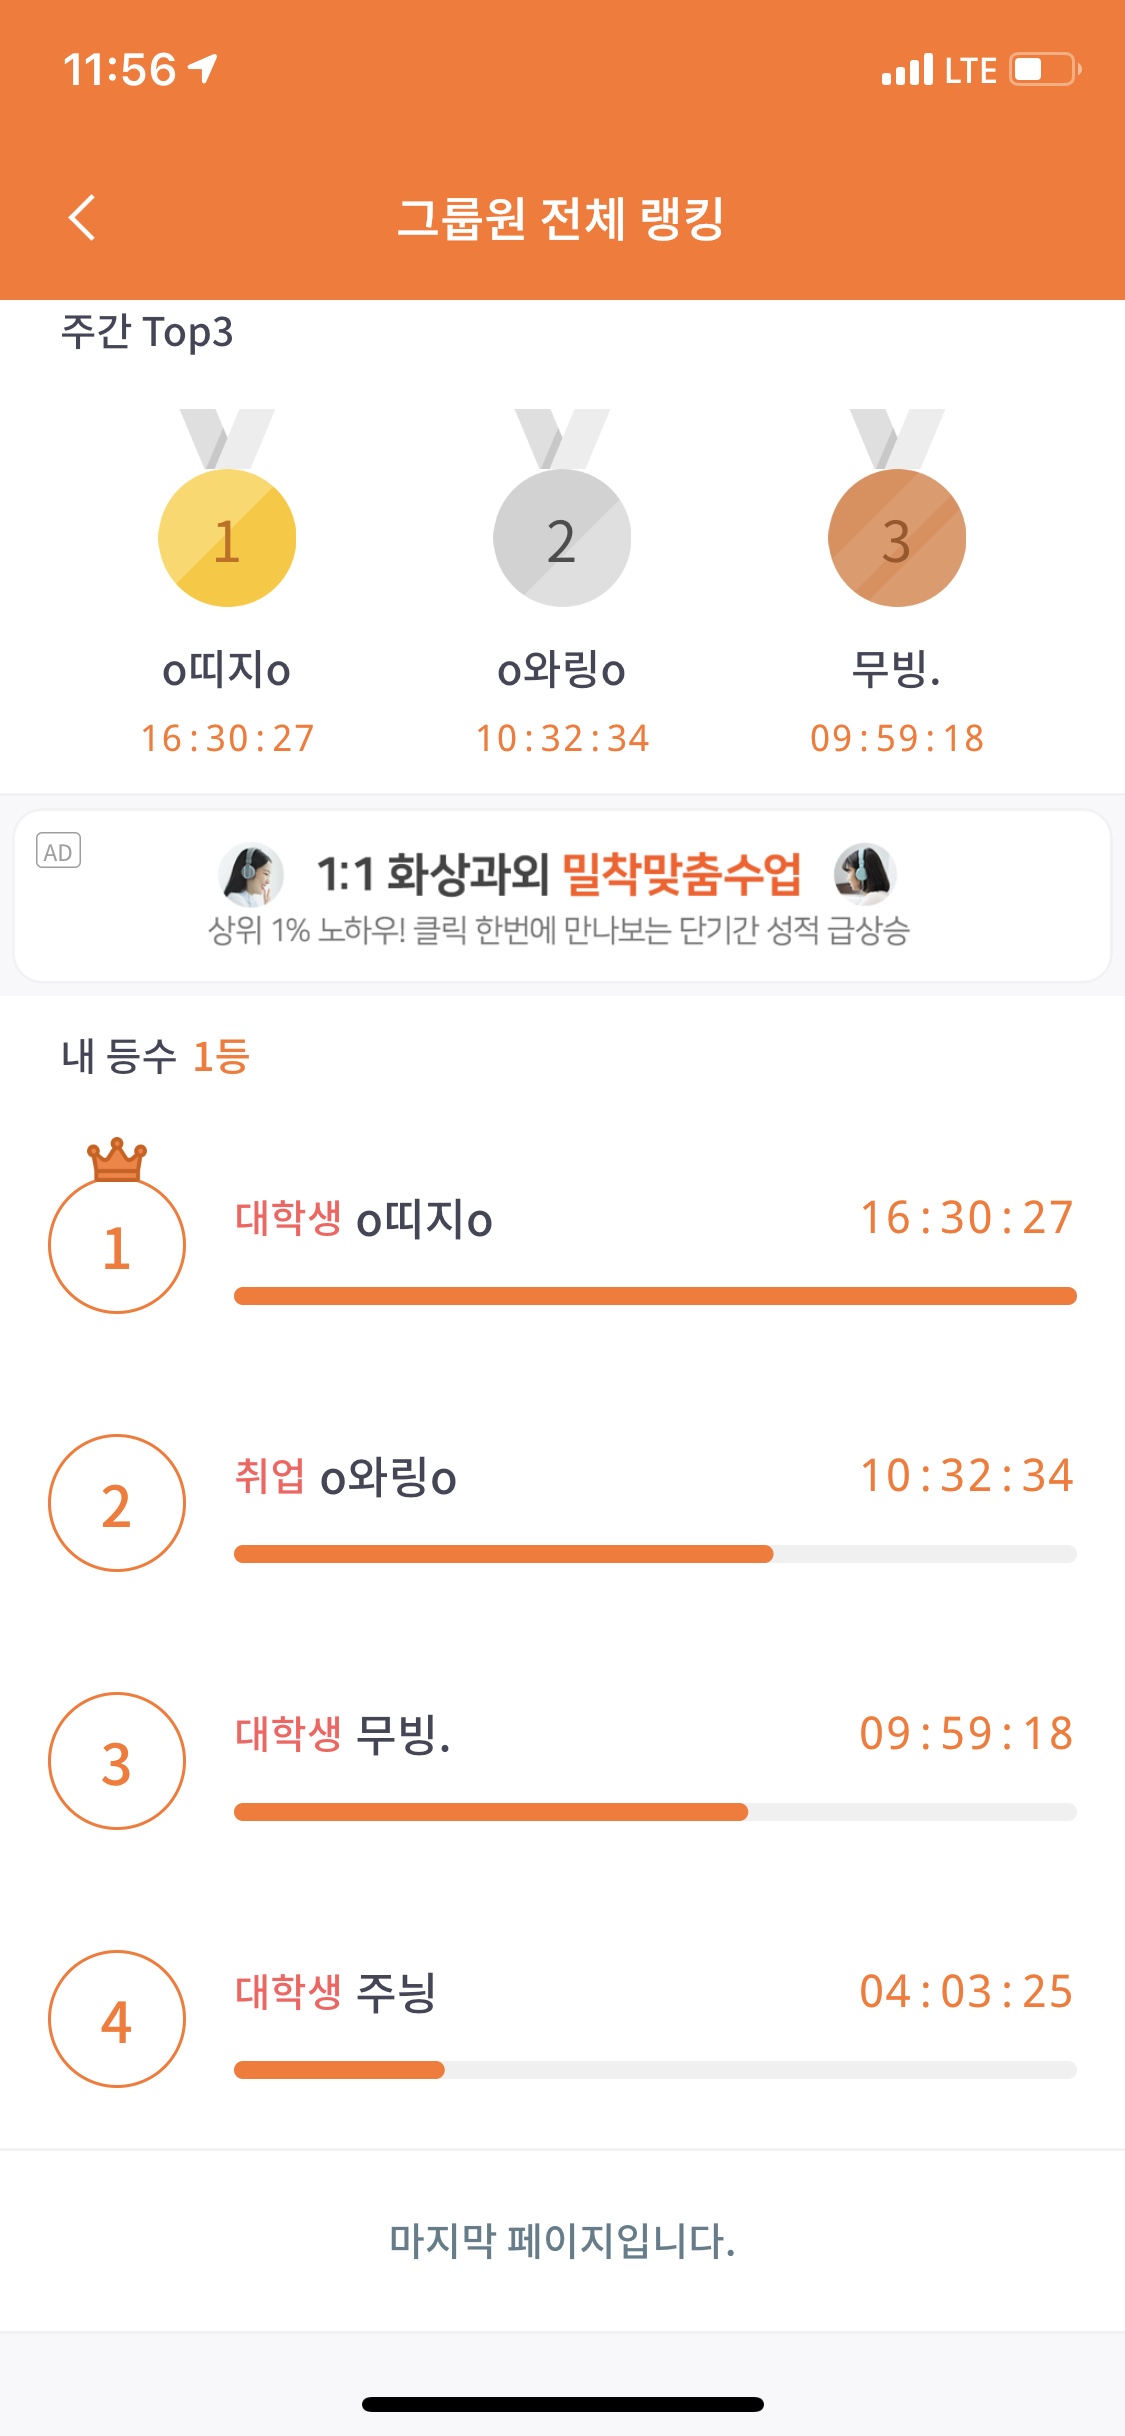 11:56 LTE
그룹원 전체 랭킹
주간 Top3
1 2 3
o띠지o o와링o 무빙.
16:30:27 10:32:34 09:59:18
AD
1:1 화상과외 밀착맞춤수업
상위 1% 노하우! 클릭 한번에 만나보는 단기간 성적 급상승
내 등수 1등
1 대학생 o띠지o 16:30:27
2 취업 o와링o 10:32:34
3 대학생 무빙. 09:59:18
4 대학생 주닝 04:03:25
마지막 페이지입니다.